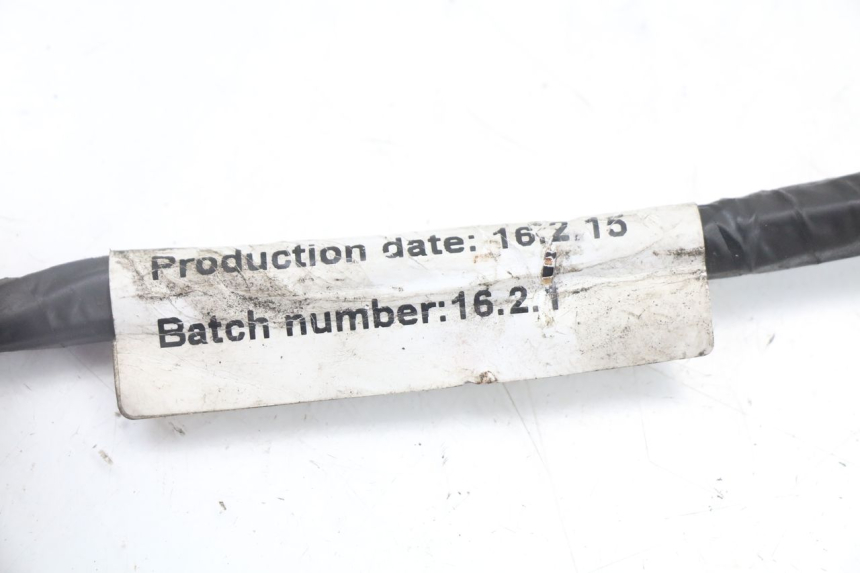 Production date: 16.2.15
Batch number:16.2.1